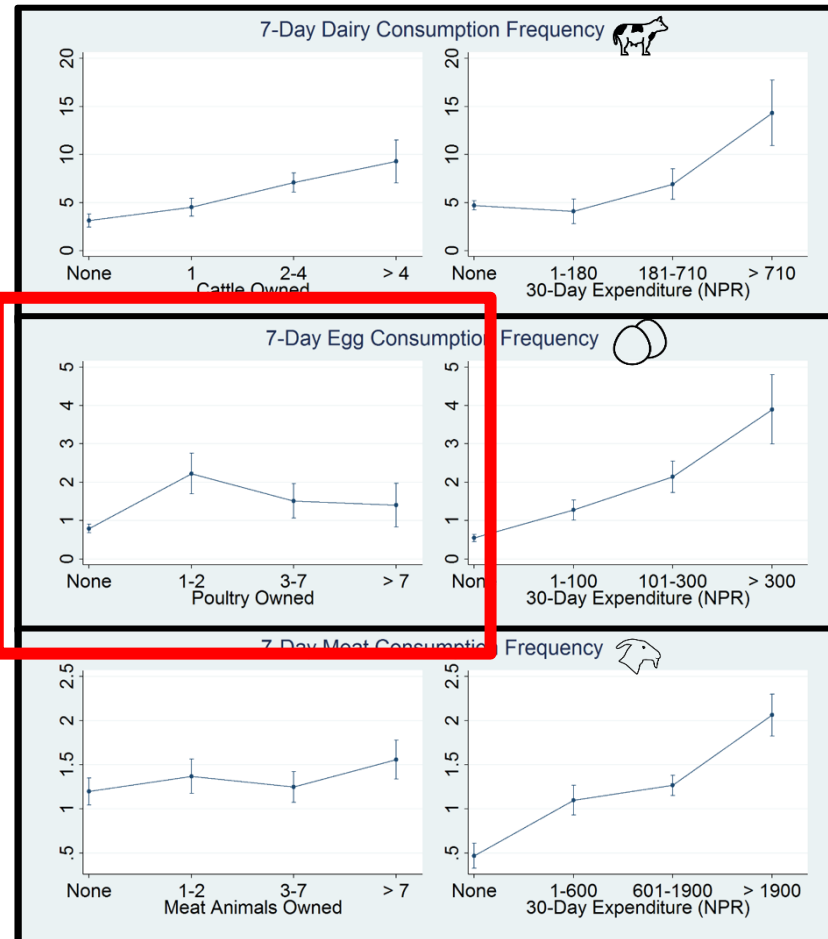 7-Day Dairy Consumption Frequency
20
15
10
5
0
None 1 2-4 > 4
Cattle Owned
20
15
10
5
0
None 1-180 181-710 > 710
30-Day Expenditure (NPR)
7-Day Egg Consumption Frequency
5
4
3
2
1
0
None 1-2 3-7 > 7
Poultry Owned
5
4
3
2
1
0
None 1-100 101-300 > 300
30-Day Expenditure (NPR)
7-Day Meat Consumption Frequency
2.5
2
1.5
1
.5
None 1-2 3-7 > 7
Meat Animals Owned
2.5
2
1.5
1
.5
None 1-600 601-1900 > 1900
30-Day Expenditure (NPR)